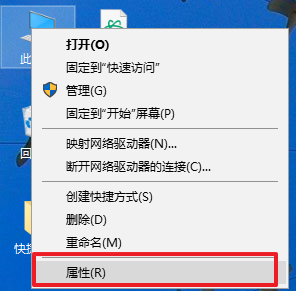 打开(O)
固定到"快速访问"
此
管理(G)
固定到"开始"屏幕(P)
映射网络驱动器(N)...
回
断开网络驱动器的连接(C)...
创建快捷方式(S)
删除(D)
重命名(M)
快捷
属性(R)